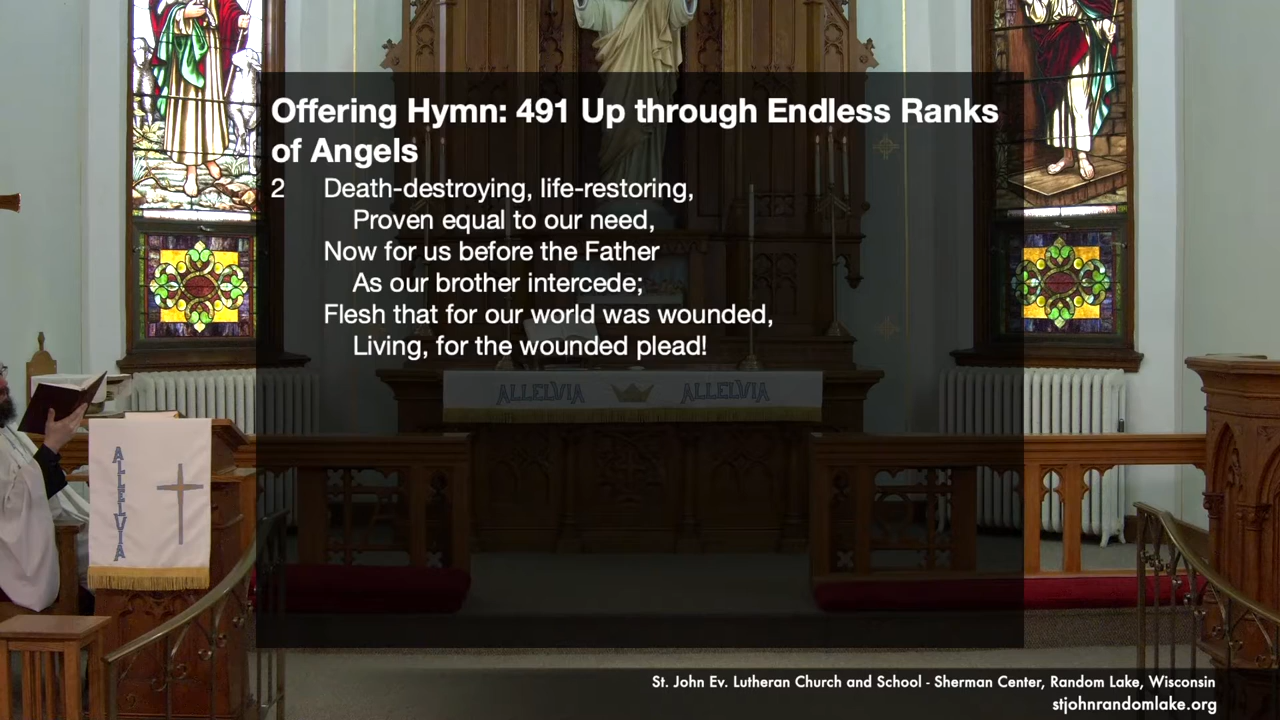 Offering Hymn: 491 Up through Endless Ranks
of Angels
2 Death-destroying, life-restoring,
Proven equal to our need,
Now for us before the Father
As our brother intercede;
Flesh that for our world was wounded,
Living, for the wounded plead!
ALLELVIA ALLELVIA
ALLELVIA
St. John Ev. Lutheran Church and School - Sherman Center, Random Lake, Wisconsin
stjohnrandomlake.org